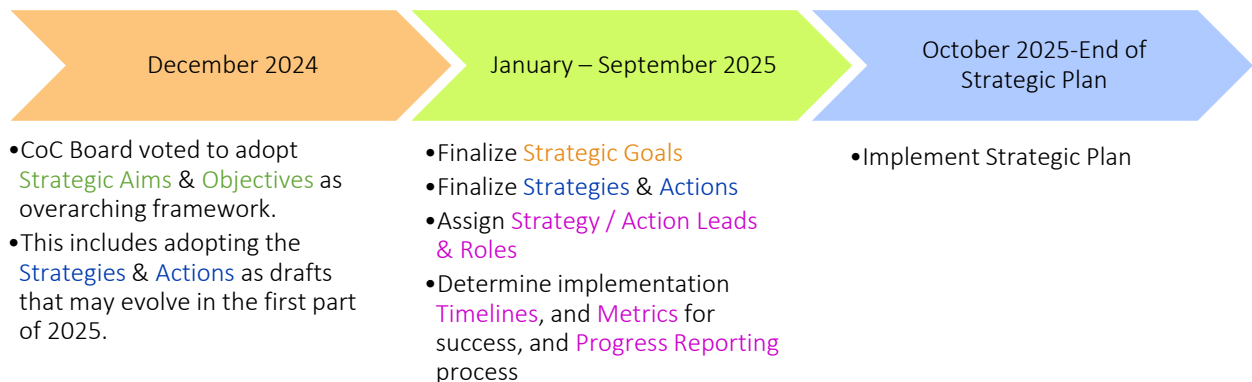 December 2024
January – September 2025
October 2025-End of
Strategic Plan
•CoC Board voted to adopt
Strategic Aims & Objectives as
overarching framework.
•This includes adopting the
Strategies & Actions as drafts
that may evolve in the first part
of 2025.
•Finalize Strategic Goals
•Finalize Strategies & Actions
•Assign Strategy / Action Leads
& Roles
•Determine implementation
Timelines, and Metrics for
success, and Progress Reporting
process
•Implement Strategic Plan